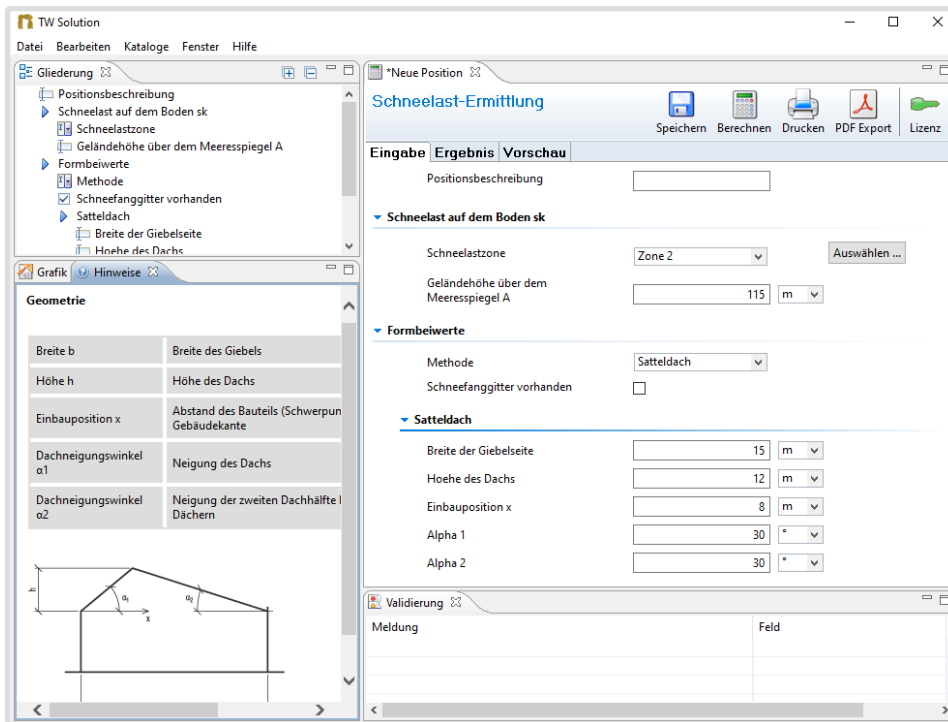 TW Solution
Datei Bearbeiten Kataloge Fenster Hilfe
Gliederung
Positionsbeschreibung
Schneelast auf dem Boden sk
Schneelastzone
Geländehöhe über dem Meeresspiegel A
Formbeiwerte
Methode
Schneefanggitter vorhanden
Satteldach
Breite der Giebelseite
Hoehe des Dachs
Grafik Hinweise
Geometrie
Breite b Breite des Giebels
Höhe h Höhe des Dachs
Einbauposition x Abstand des Bauteils (Schwerpun
Gebäudekante
Dachneigungswinkel
α1 Neigung des Dachs
Dachneigungswinkel
α2 Neigung der zweiten Dachhälfte
Dächern
h α1 x α2
*Neue Position
Schneelast-Ermittlung
Speichern Berechnen Drucken PDF Export Lizenz
Eingabe Ergebnis Vorschau
Positionsbeschreibung
Schneelast auf dem Boden sk
Schneelastzone Zone 2 Auswählen ...
Geländehöhe über dem
Meeresspiegel A 115 m
Formbeiwerte
Methode Satteldach
Schneefanggitter vorhanden
Satteldach
Breite der Giebelseite 15 m
Hoehe des Dachs 12 m
Einbauposition x 8 m
Alpha 1 30 °
Alpha 2 30 °
Validierung
Meldung Feld